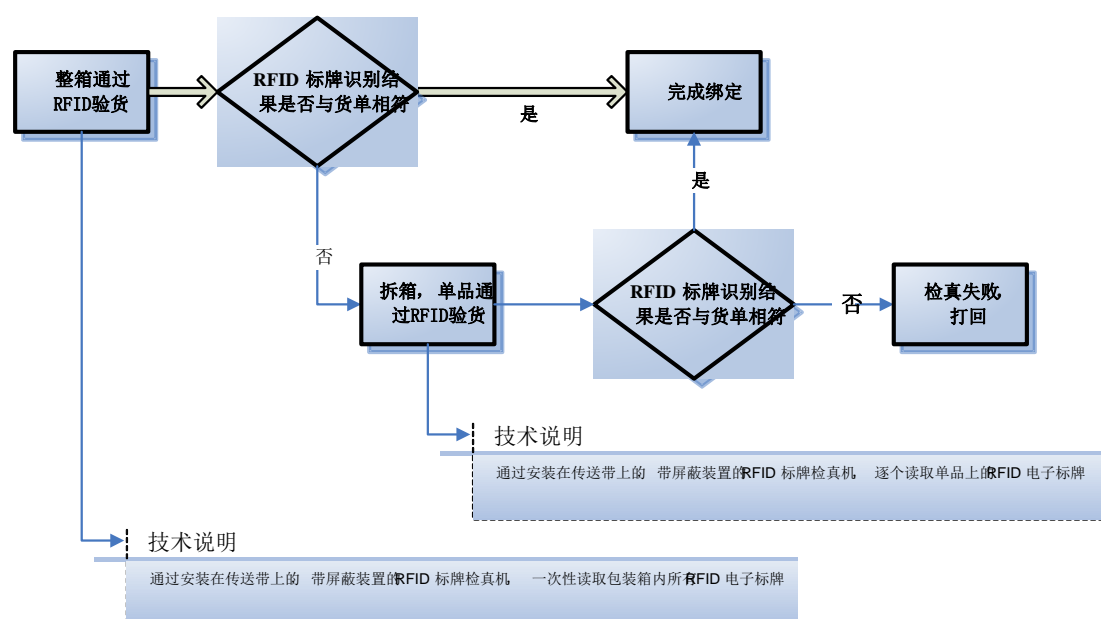 整箱通过
RFID验货
RFID 标牌识别结
果是否与货单相符
是
完成绑定
是
否
拆箱，单品通
过RFID验货
RFID 标牌识别结
果是否与货单相符
否
检真失败，
打回
技术说明
通过安装在传送带上的，带屏蔽装置的RFID 标牌检真机，逐个读取单品上的RFID 电子标牌
技术说明
通过安装在传送带上的，带屏蔽装置的RFID 标牌检真机，一次性读取包装箱内所有RFID 电子标牌